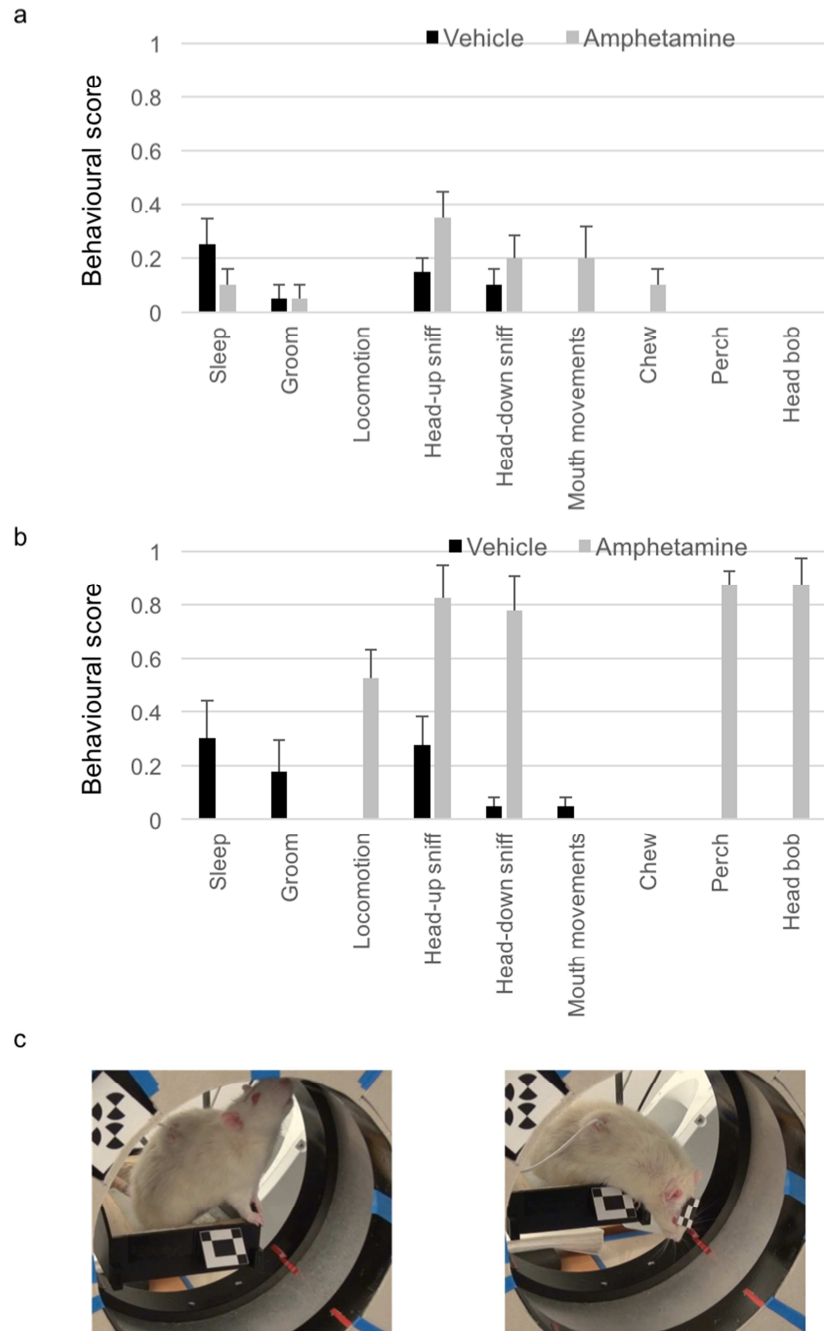 a
Vehicle Amphetamine
1
0.8
0.6
0.4
0.2
0
Behavioural score
Sleep
Groom
Locomotion
Head-up sniff
Head-down sniff
Mouth movements
Chew
Perch
Head bob
b
Vehicle Amphetamine
1
0.8
0.6
0.4
0.2
0
Behavioural score
Sleep
Groom
Locomotion
Head-up sniff
Head-down sniff
Mouth movements
Chew
Perch
Head bob
c